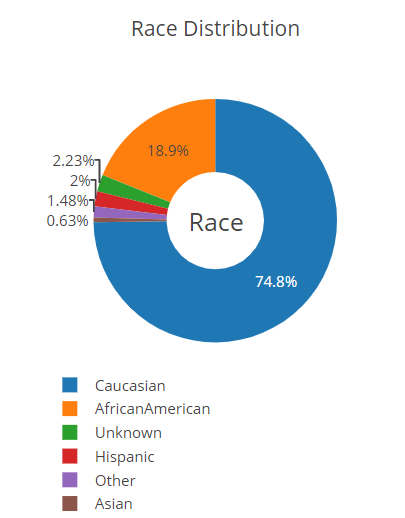 Race Distribution
18.9%
2.23%
2%
1.48%
0.63%
Race
74.8%
Caucasian
AfricanAmerican
Unknown
Hispanic
Other
Asian